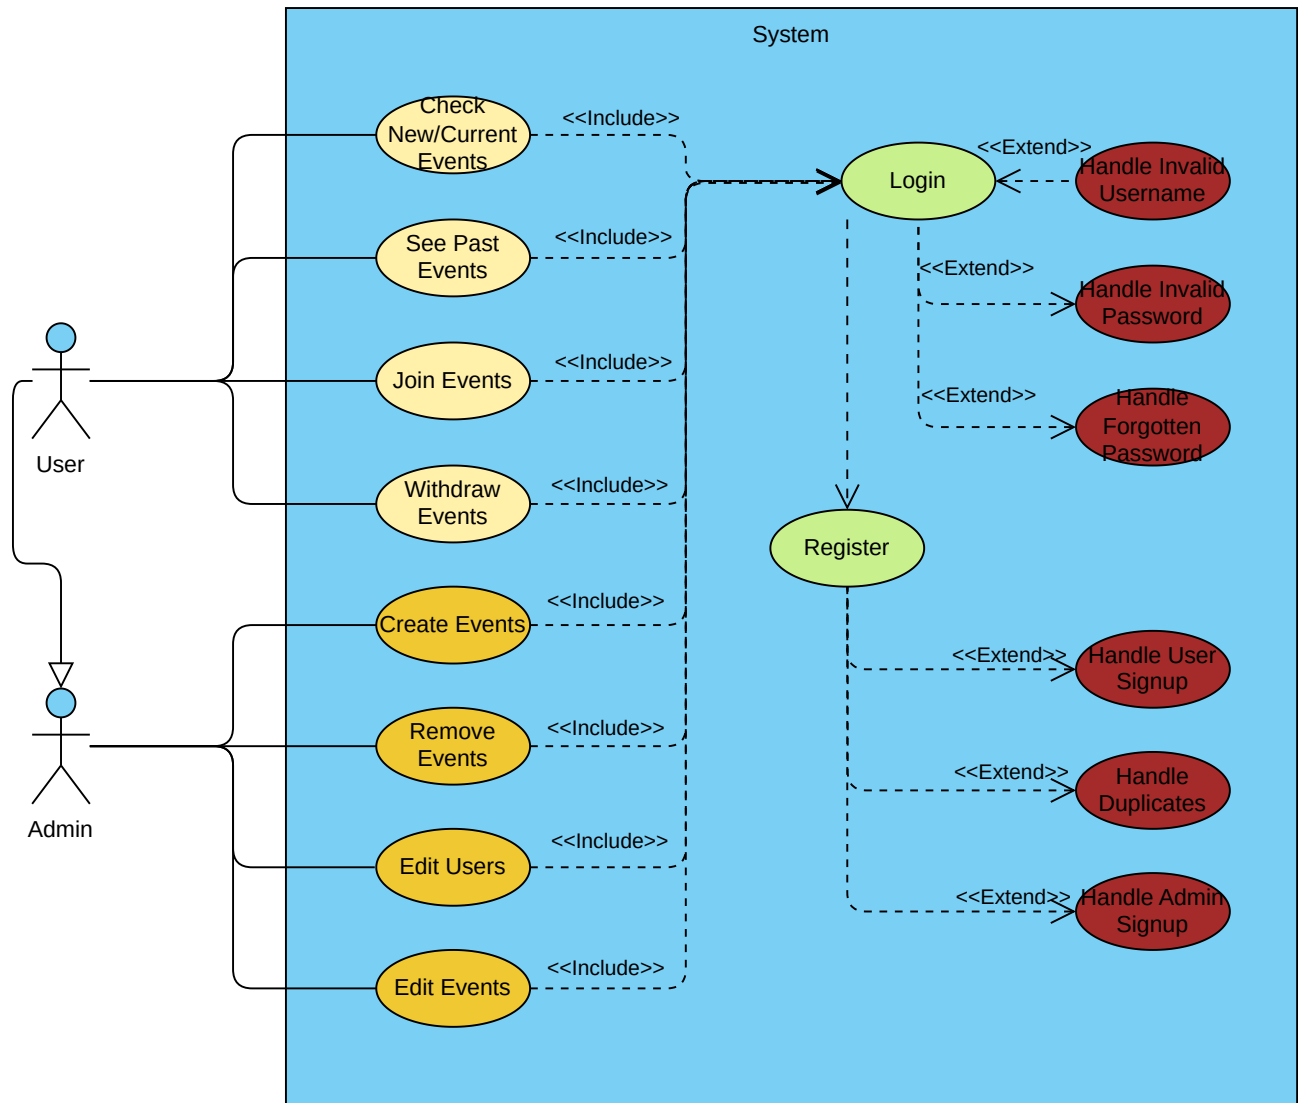 System
Check
New/Current
Events
<<Include>>
Login
<<Extend>>
Handle Invalid
Username
See Past
Events
<<Include>>
<<Extend>>
Handle Invalid
Password
User
Join Events
<<Include>>
<<Extend>>
Handle
Forgotten
Password
Withdraw
Events
<<Include>>
Register
Create Events
<<Include>>
<<Extend>>
Handle User
Signup
Admin
Remove
Events
<<Include>>
<<Extend>>
Handle
Duplicates
Edit Users
<<Include>>
<<Extend>>
Handle Admin
Signup
Edit Events
<<Include>>